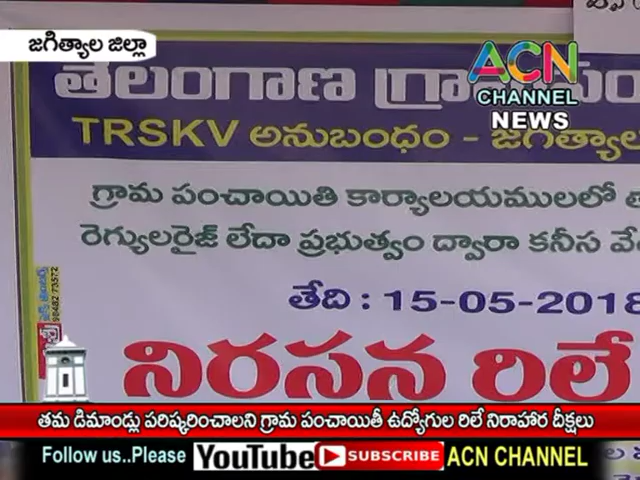 జగిత్యాల జిల్లా
ACN
CHANNEL
NEWS
తెలంగాణ
TRSKV అనుబంధం - జగిత్యాల
గ్రామ పంచాయితి కార్యాలయములలో
రెగ్యులరైజ్ లేదా ప్రభుత్వం ద్వారా కనీస
తేది : 15-05-2018
నిరసన రిలే
తమ డిమాండ్లు పరిష్కరించాలని గ్రామ పంచాయితీ ఉద్యోగుల రిలే నిరాహార దీక్షలు
Follow us..Please YouTube SUBSCRIBE ACN CHANNEL